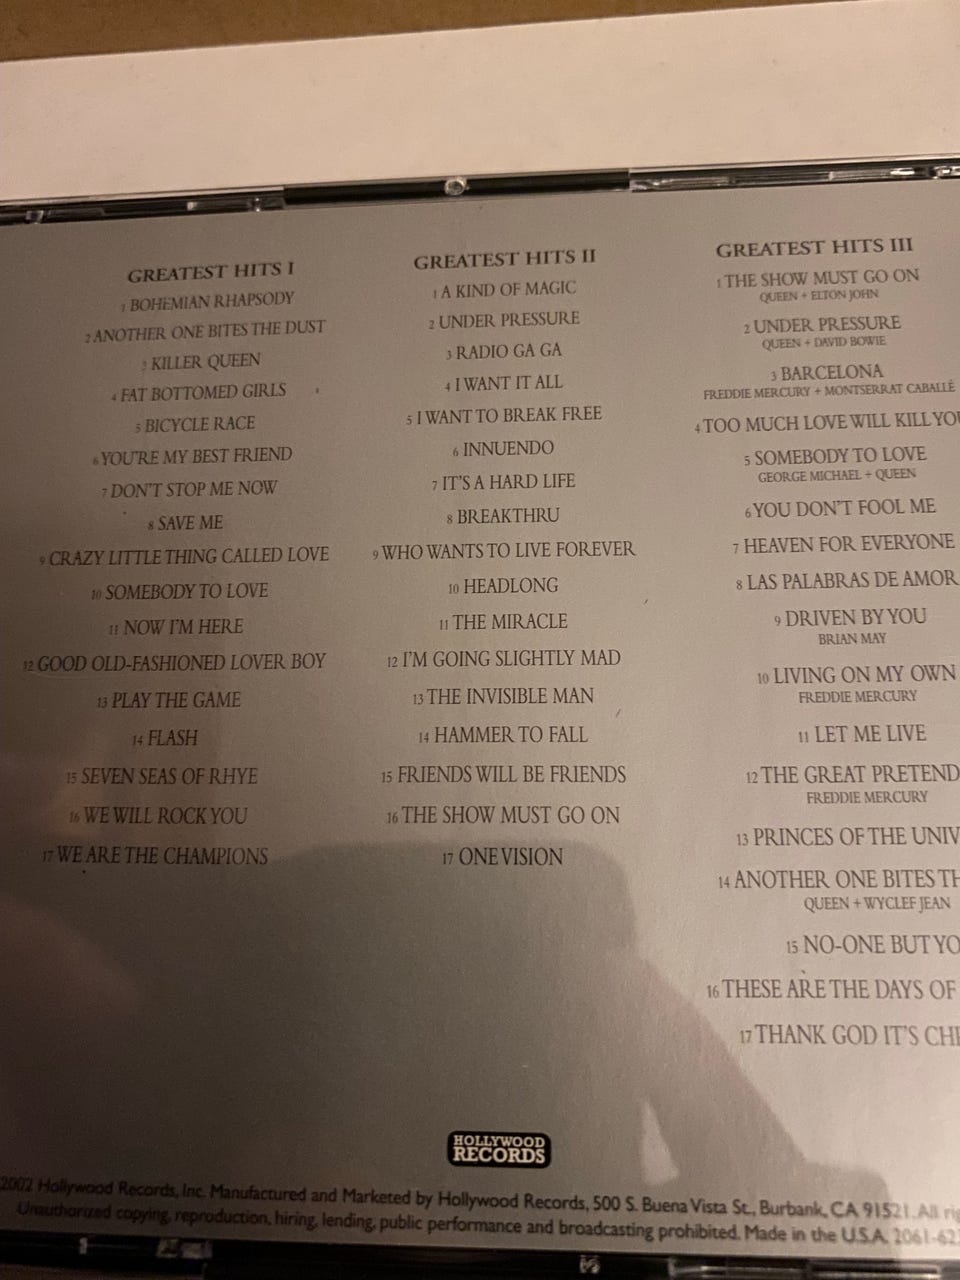 GREATEST HITS I
1 BOHEMIAN RHAPSODY
2 ANOTHER ONE BITES THE DUST
3 KILLER QUEEN
4 FAT BOTTOMED GIRLS
5 BICYCLE RACE
6 YOU'RE MY BEST FRIEND
7 DON'T STOP ME NOW
8 SAVE ME
9 CRAZY LITTLE THING CALLED LOVE
10 SOMEBODY TO LOVE
11 NOW I'M HERE
12 GOOD OLD-FASHIONED LOVER BOY
13 PLAY THE GAME
14 FLASH
15 SEVEN SEAS OF RHYE
16 WE WILL ROCK YOU
17 WE ARE THE CHAMPIONS
GREATEST HITS II
1 A KIND OF MAGIC
2 UNDER PRESSURE
3 RADIO GA GA
4 I WANT IT ALL
5 I WANT TO BREAK FREE
6 INNUENDO
7 IT'S A HARD LIFE
8 BREAKTHRU
9 WHO WANTS TO LIVE FOREVER
10 HEADLONG
11 THE MIRACLE
12 I'M GOING SLIGHTLY MAD
13 THE INVISIBLE MAN
14 HAMMER TO FALL
15 FRIENDS WILL BE FRIENDS
16 THE SHOW MUST GO ON
17 ONE VISION
GREATEST HITS III
1 THE SHOW MUST GO ON
QUEEN + ELTON JOHN
2 UNDER PRESSURE
QUEEN + DAVID BOWIE
3 BARCELONA
FREDDIE MERCURY + MONTSERRAT CABALLÉ
4 TOO MUCH LOVE WILL KILL YOU
5 SOMEBODY TO LOVE
GEORGE MICHAEL + QUEEN
6 YOU DON'T FOOL ME
7 HEAVEN FOR EVERYONE
8 LAS PALABRAS DE AMOR
9 DRIVEN BY YOU
BRIAN MAY
10 LIVING ON MY OWN
FREDDIE MERCURY
11 LET ME LIVE
12 THE GREAT PRETEND
FREDDIE MERCURY
13 PRINCES OF THE UNIV
14 ANOTHER ONE BITES TH
QUEEN + WYCLEF JEAN
15 NO-ONE BUT YO
16 THESE ARE THE DAYS OF
17 THANK GOD IT'S CH
HOLLYWOOD
RECORDS
2002 Hollywood Records, Inc. Manufactured and Marketed by Hollywood Records, 500 S. Buena Vista St., Burbank, CA 91521. All rig
Unauthorized copying, reproduction, hiring, lending, public performance and broadcasting prohibited. Made in the U.S.A. 2061-62